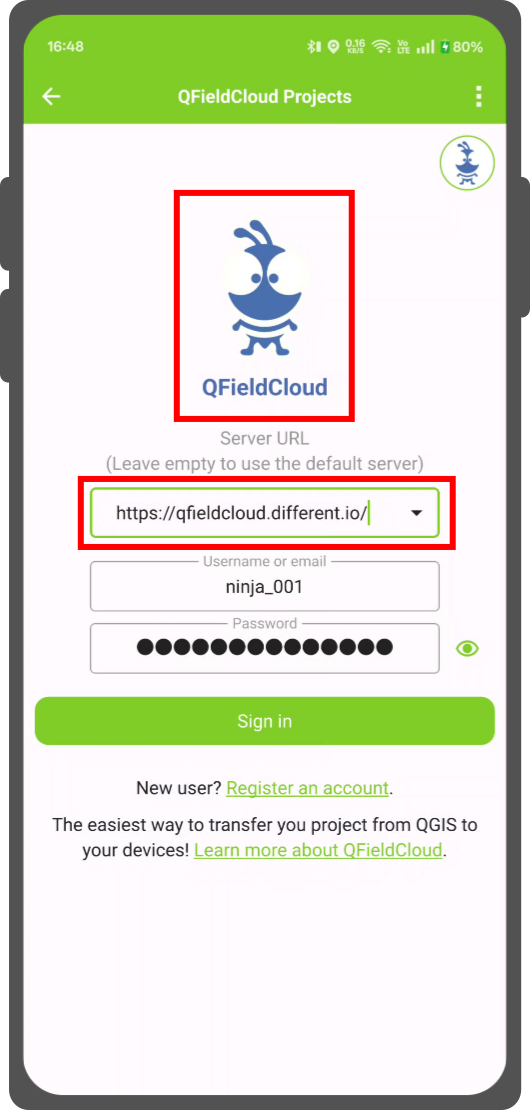 16:48
0.16 KB/S Vo LTE 80%
QFieldCloud Projects
QFieldCloud
Server URL
(Leave empty to use the default server)
https://qfieldcloud.different.io/
Username or email
ninja_001
Password
Sign in
New user? Register an account.
The easiest way to transfer you project from QGIS to
your devices! Learn more about QFieldCloud.